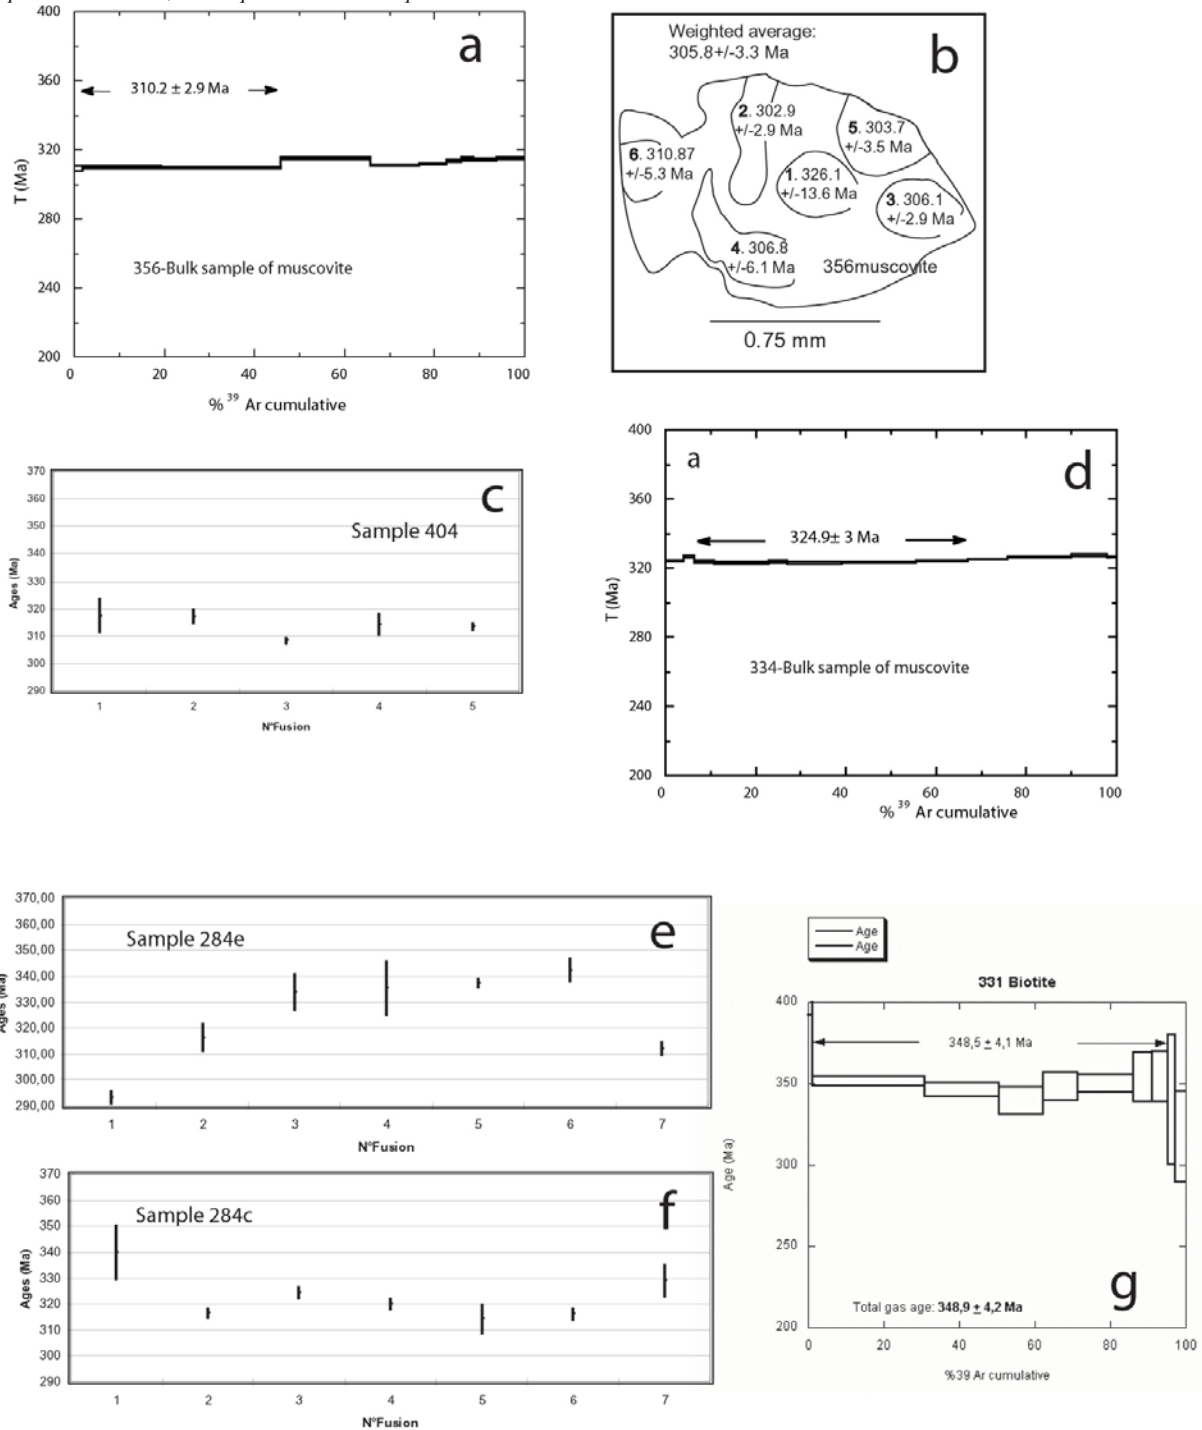 400
a
360
310.2 ± 2.9 Ma
320
T (Ma)
280
356-Bulk sample of muscovite
240
200
0 20 40 60 80 100
% 39 Ar cumulative
Weighted average:
305.8+/-3.3 Ma
b
2. 302.9
+/-2.9 Ma
5. 303.7
+/-3.5 Ma
6. 310.87
+/-5.3 Ma
1. 326.1
+/-13.6 Ma
3. 306.1
+/-2.9 Ma
4. 306.8
+/-6.1 Ma
356muscovite
0.75 mm
370
c
360
Sample 404
350
340
Ages (Ma)
330
320
310
300
290
1 2 3 4 5
N°Fusion
400
a
d
360
324.9± 3 Ma
320
T (Ma)
280
334-Bulk sample of muscovite
240
200
0 20 40 60 80 100
% 39 Ar cumulative
370,00
e
360,00
Sample 284e
350,00
340,00
Ages (Ma)
330,00
320,00
310,00
300,00
290,00
1 2 3 4 5 6 7
N°Fusion
370
f
360
Sample 284c
350
340
Ages (Ma)
330
320
310
300
290
1 2 3 4 5 6 7
N°Fusion
Age
Age
331 Biotite
400
348,5 ± 4,1 Ma
350
Age (Ma)
300
250
g
Total gas age: 348,9 ± 4,2 Ma
200
0 20 40 60 80 100
%39 Ar cumulative